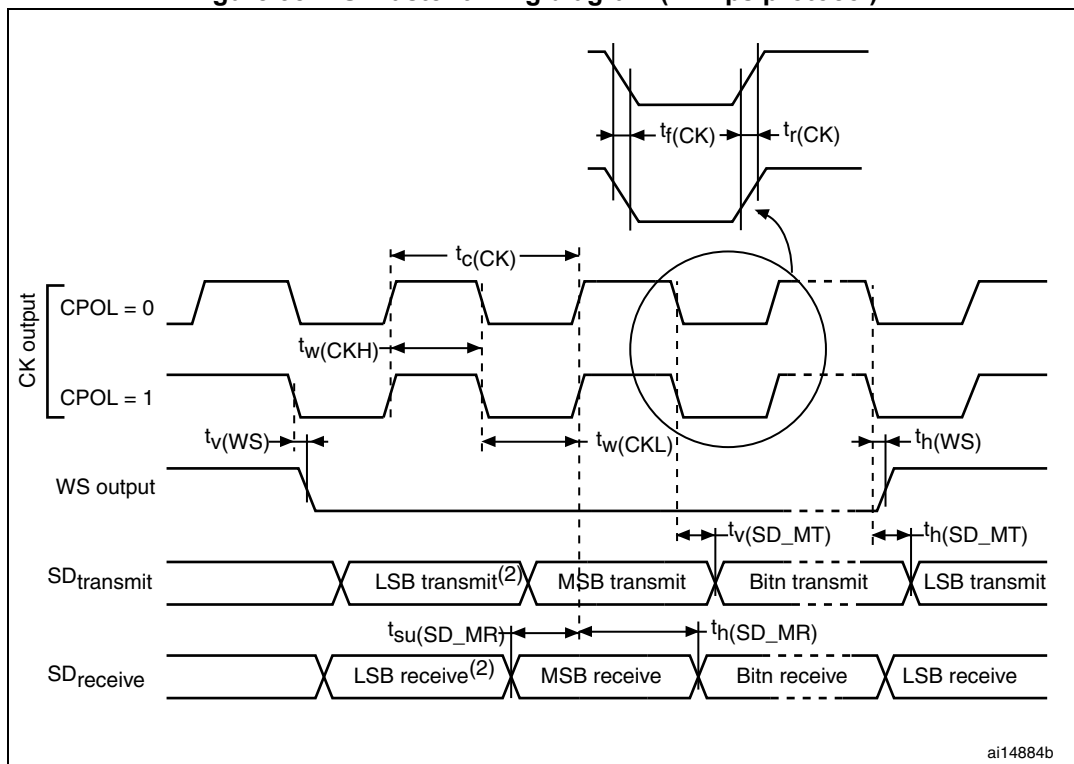 tf(CK)
tr(CK)
tc(CK)
CK output
CPOL = 0
tw(CKH)
CPOL = 1
tv(WS)
tw(CKL)
th(WS)
WS output
tv(SD_MT)
th(SD_MT)
SDtransmit
LSB transmit(2)
MSB transmit
Bitn transmit
LSB transmit
tsu(SD_MR)
th(SD_MR)
SDreceive
LSB receive(2)
MSB receive
Bitn receive
LSB receive
ai14884b